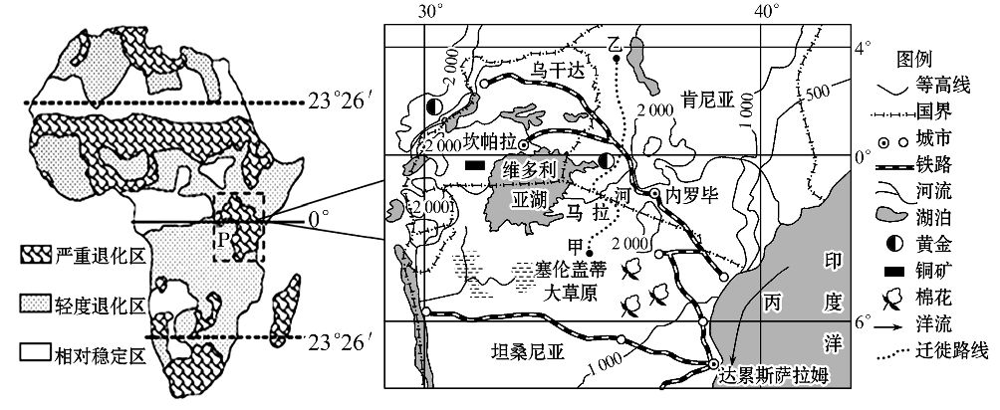 23°26′
0°
P
23°26′
严重退化区
轻度退化区
相对稳定区
30°
40°
4°
0°
6°
乙
2 000
乌干达
肯尼亚
500
2 000
1 000
坎帕拉
2 000
维多利
亚湖
马拉河
内罗毕
2 000
甲
2 000
塞伦盖蒂
大草原
丙
印
度
洋
坦桑尼亚
1 000
达累斯萨拉姆
图例
等高线
国界
城市
铁路
河流
湖泊
黄金
铜矿
棉花
洋流
迁徙路线